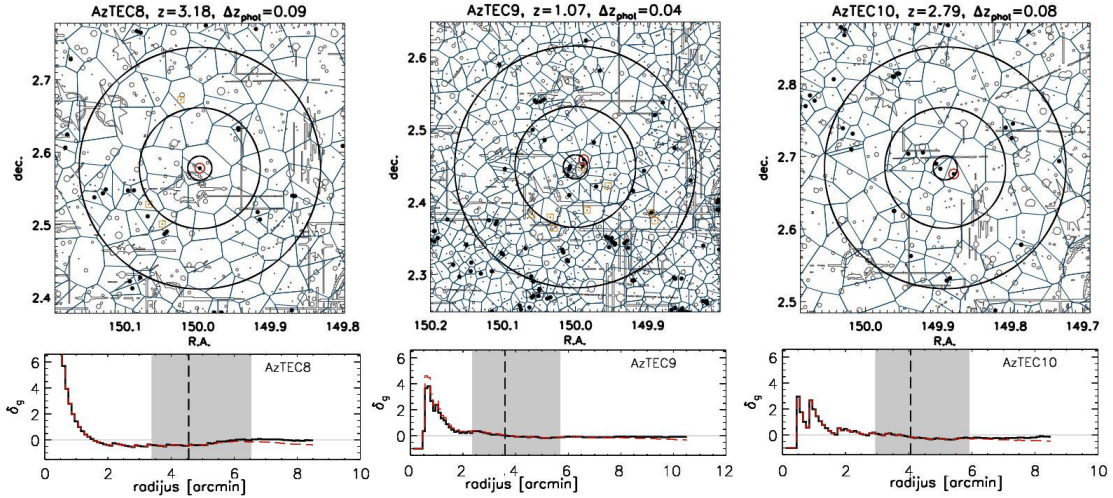 AzTEC8, z=3.18, Δz_phot=0.09
AzTEC9, z=1.07, Δz_phot=0.04
AzTEC10, z=2.79, Δz_phot=0.08
dec.
2.7
2.6
2.5
2.4
150.1 150.0 149.9 149.8
R.A.
dec.
2.6
2.5
2.4
2.3
150.2 150.1 150.0 149.9
R.A.
dec.
2.8
2.7
2.6
2.5
150.0 149.9 149.8 149.7
R.A.
AzTEC8
δ_g
6
4
2
0
0 2 4 6 8 10
radijus [arcmin]
AzTEC9
δ_g
6
4
2
0
0 2 4 6 8 10 12
radijus [arcmin]
AzTEC10
δ_g
6
4
2
0
0 2 4 6 8 10
radijus [arcmin]